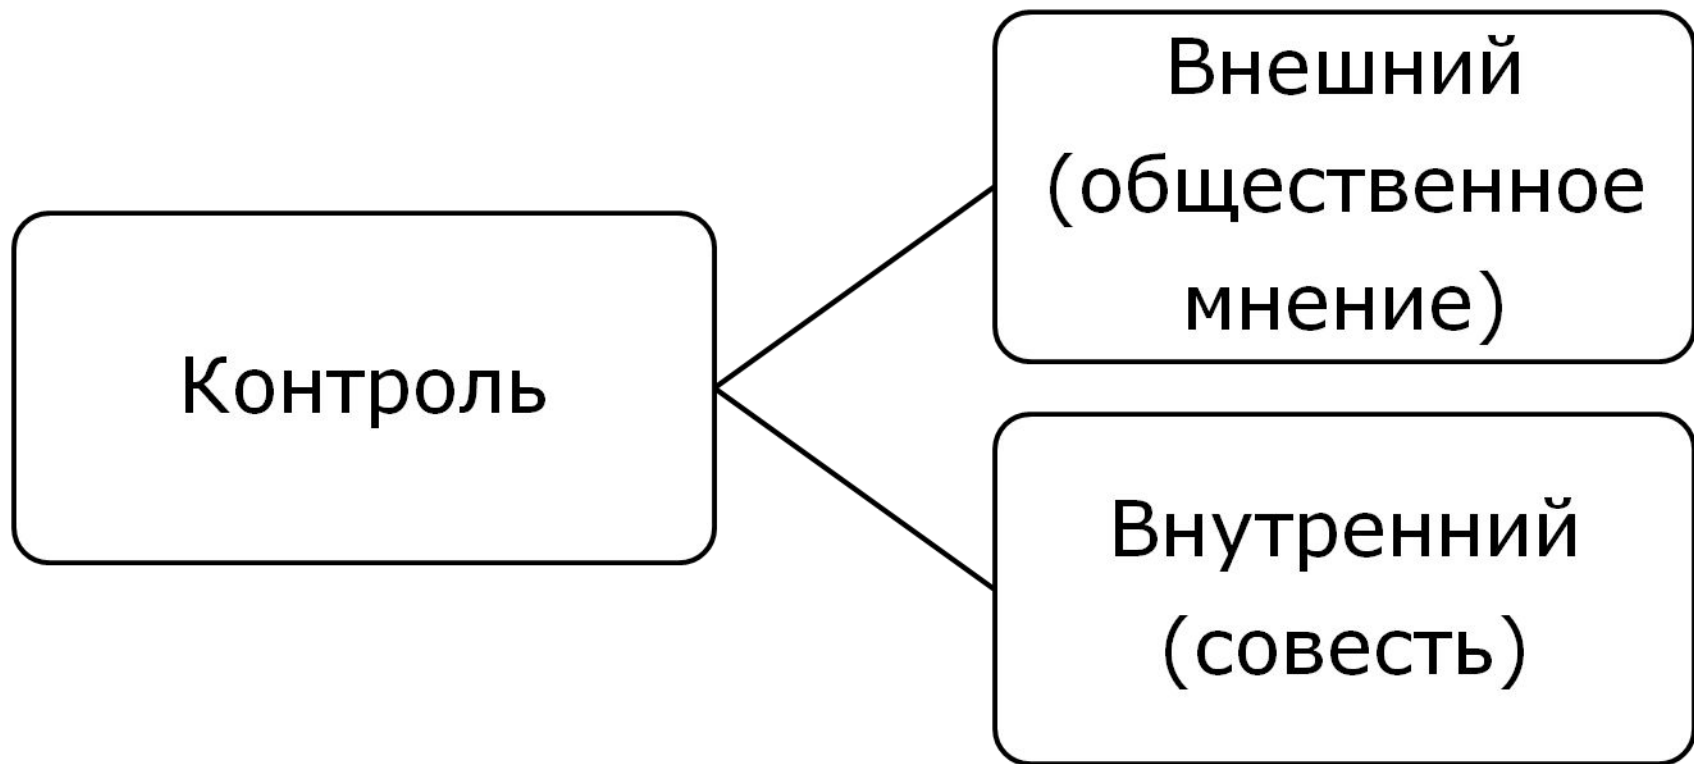 Контроль
Внешний
(общественное
мнение)
Внутренний
(совесть)